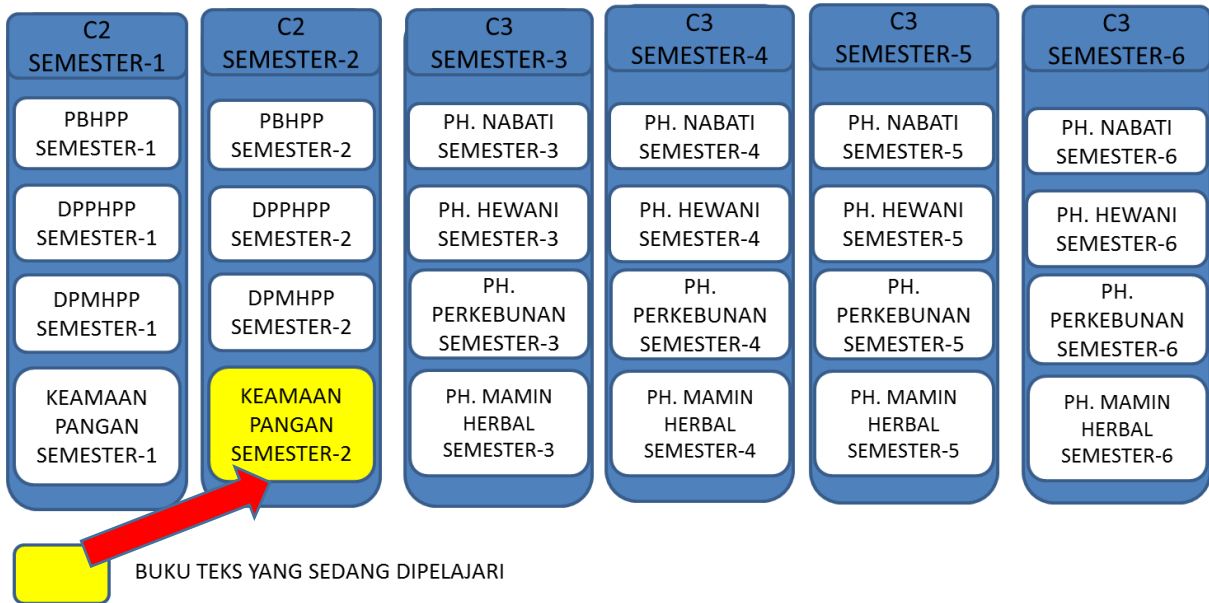 C2
SEMESTER-1
PBHPP
SEMESTER-1
DPPHPP
SEMESTER-1
DPMHPP
SEMESTER-1
KEAMAAN
PANGAN
SEMESTER-1
C2
SEMESTER-2
PBHPP
SEMESTER-2
DPPHPP
SEMESTER-2
DPMHPP
SEMESTER-2
KEAMAAN
PANGAN
SEMESTER-2
C3
SEMESTER-3
PH. NABATI
SEMESTER-3
PH. HEWANI
SEMESTER-3
PH.
PERKEBUNAN
SEMESTER-3
PH. MAMIN
HERBAL
SEMESTER-3
C3
SEMESTER-4
PH. NABATI
SEMESTER-4
PH. HEWANI
SEMESTER-4
PH.
PERKEBUNAN
SEMESTER-4
PH. MAMIN
HERBAL
SEMESTER-4
C3
SEMESTER-5
PH. NABATI
SEMESTER-5
PH. HEWANI
SEMESTER-5
PH.
PERKEBUNAN
SEMESTER-5
PH. MAMIN
HERBAL
SEMESTER-5
C3
SEMESTER-6
PH. NABATI
SEMESTER-6
PH. HEWANI
SEMESTER-6
PH.
PERKEBUNAN
SEMESTER-6
PH. MAMIN
HERBAL
SEMESTER-6
BUKU TEKS YANG SEDANG DIPELAJARI